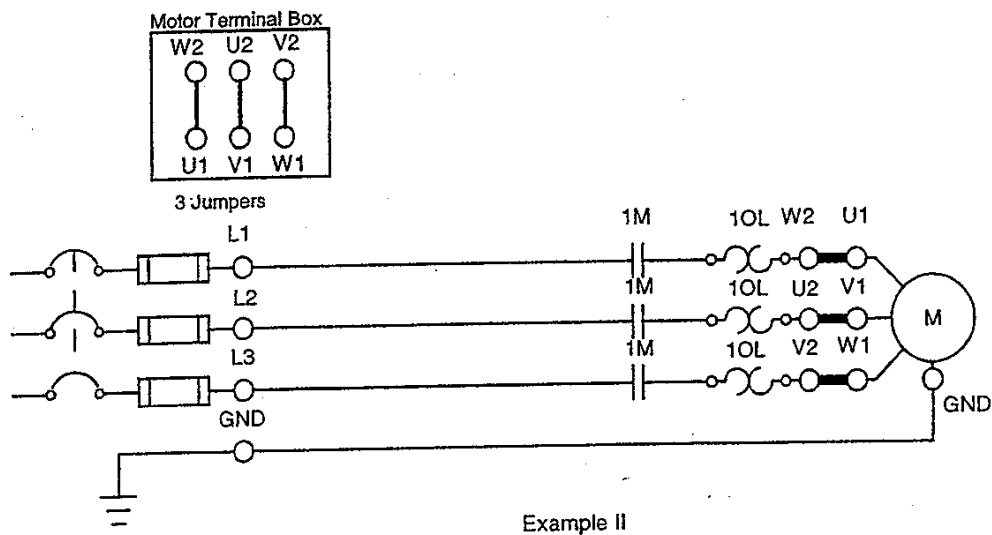 Motor Terminal Box
W2 U2 V2
U1 V1 W1
3 Jumpers
L1
1M 1OL W2 U1
L2
1M 1OL U2 V1
L3
1M 1OL V2 W1
M
GND
GND
Example II